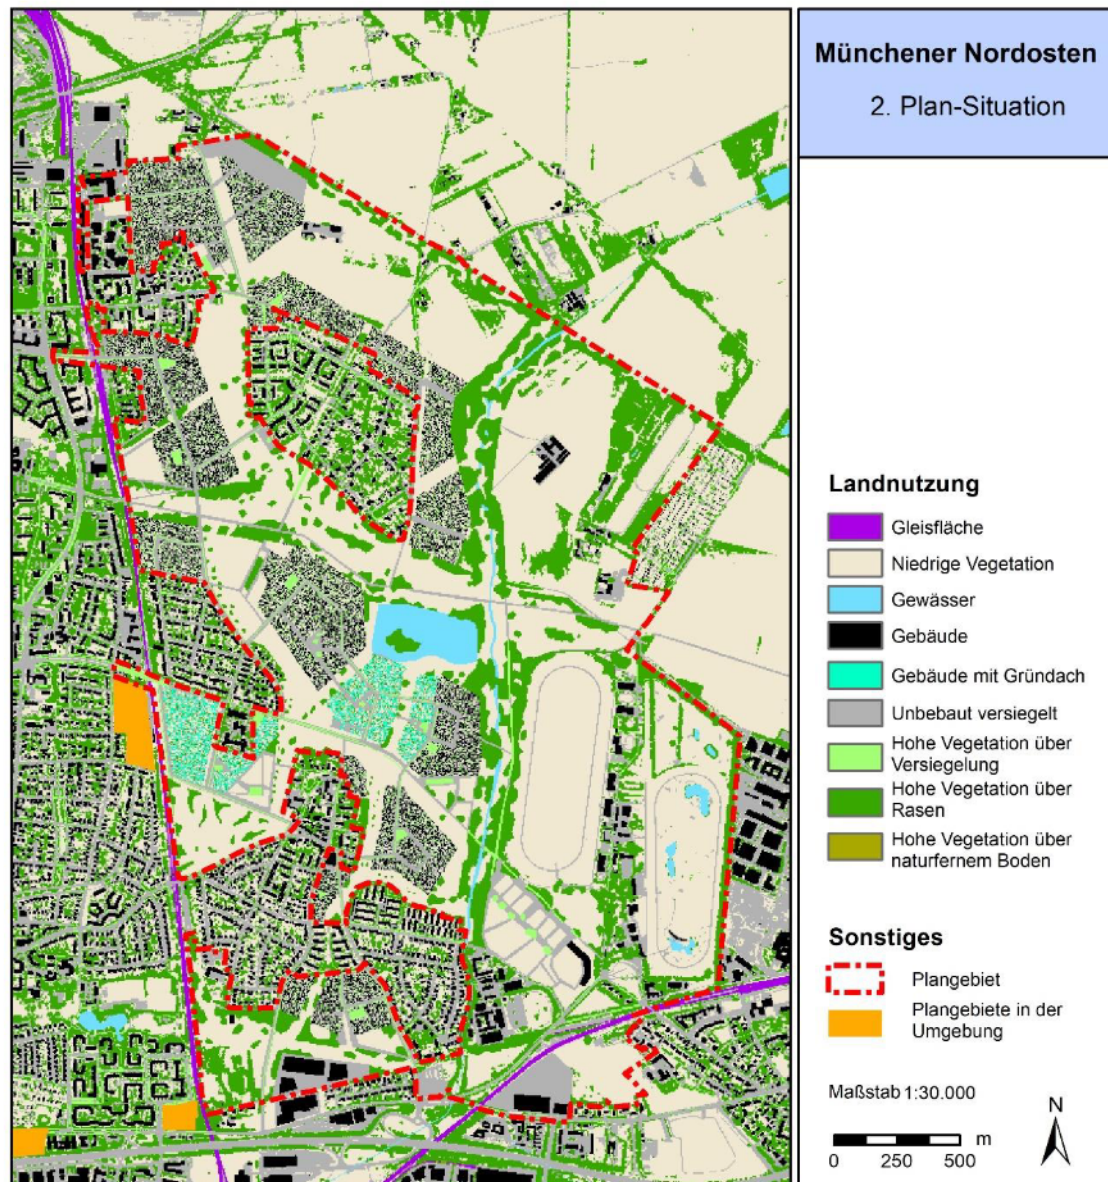 Münchener Nordosten
2. Plan-Situation
Landnutzung
Gleisfläche
Niedrige Vegetation
Gewässer
Gebäude
Gebäude mit Gründach
Unbebaut versiegelt
Hohe Vegetation über
Versiegelung
Hohe Vegetation über
Rasen
Hohe Vegetation über
naturfernem Boden
Sonstiges
Plangebiet
Plangebiete in der
Umgebung
Maßstab 1:30.000
N
m
0 250 500